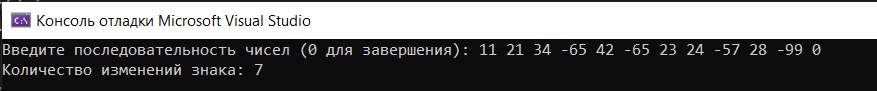 Консоль отладки Microsoft Visual Studio
Введите последовательность чисел (0 для завершения): 11 21 34 -65 42 -65 23 24 -57 28 -99 0
Количество изменений знака: 7